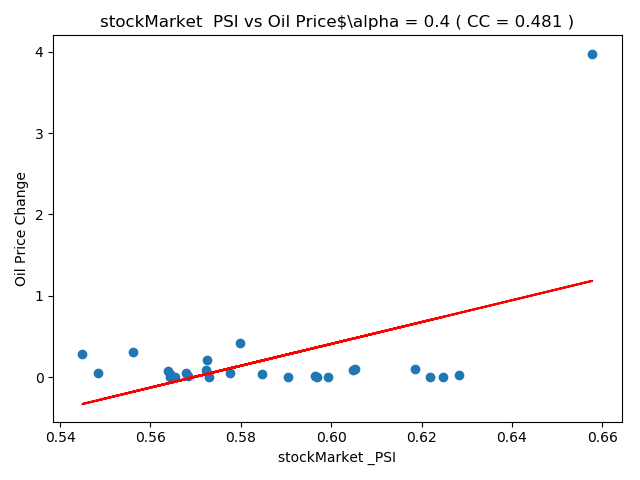 stockMarket  PSI vs Oil Price$\alpha = 0.4 ( CC = 0.481 )
Oil Price Change
4
3
2
1
0
0.54 0.56 0.58 0.60 0.62 0.64 0.66
stockMarket _PSI